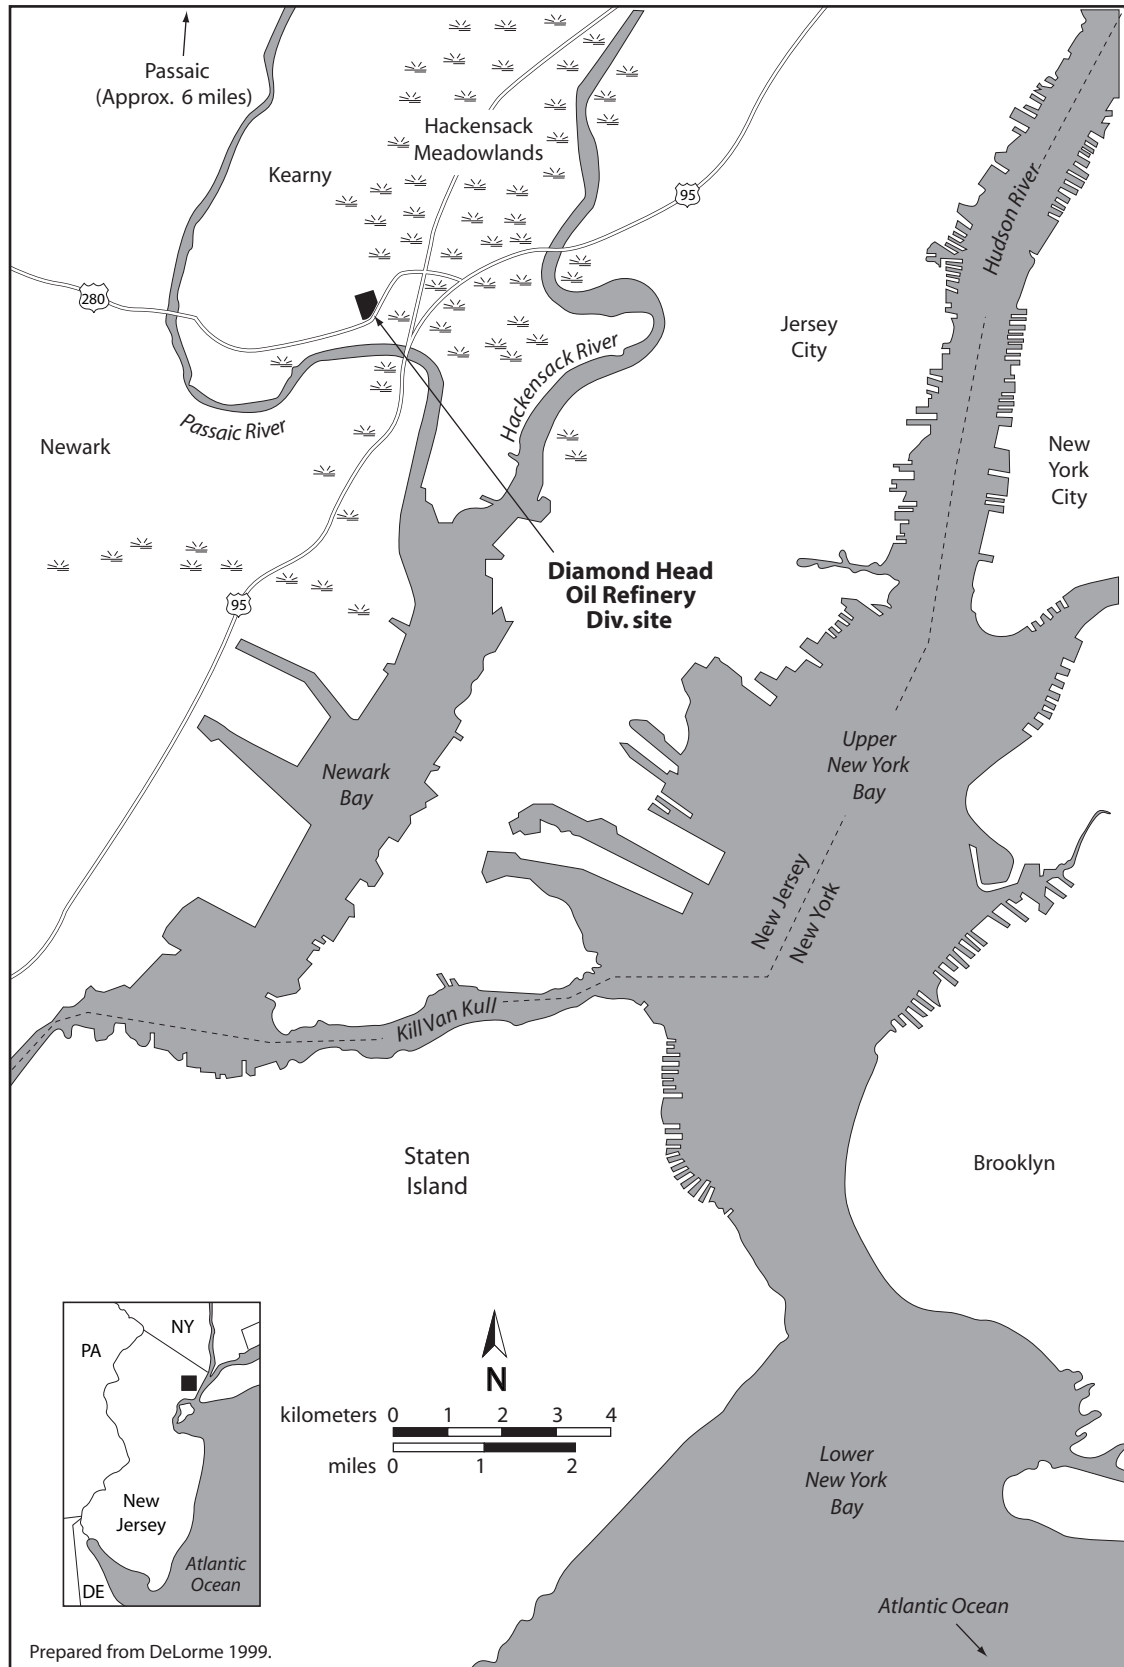 Passaic
(Approx. 6 miles)
Hackensack
Meadowlands
Kearny
95
Hudson River
280
Jersey
City
Hackensack River
Passaic River
Newark
New
York
City
Diamond Head
Oil Refinery
Div. site
95
Upper
New York
Bay
Newark
Bay
New Jersey
New York
Kill Van Kull
Staten
Island
Brooklyn
NY
PA
New
Jersey
Atlantic
Ocean
DE
N
kilometers 0 1 2 3 4
miles 0 1 2
Lower
New York
Bay
Atlantic Ocean
Prepared from DeLorme 1999.